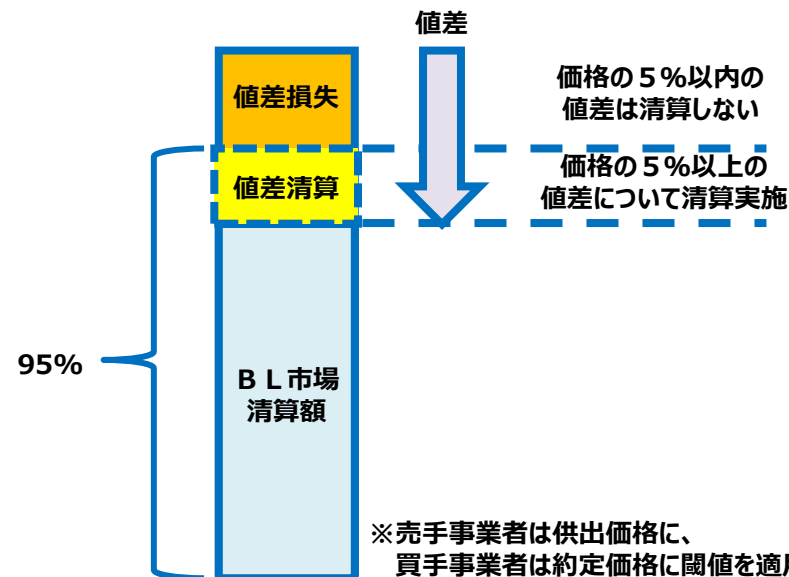 値差
値差損失
価格の５%以内の
値差は清算しない
値差清算
価格の５%以上の
値差について清算実施
95%
ＢＬ市場
清算額
※売手事業者は供出価格に、
買手事業者は約定価格に閾値を適